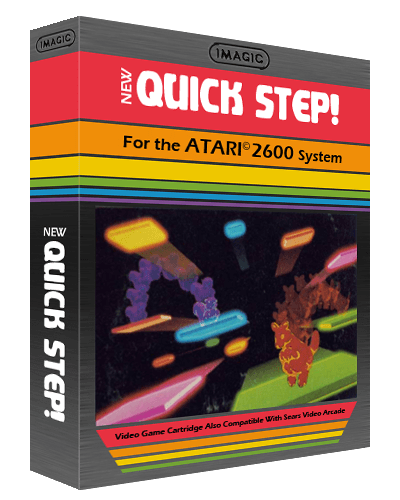 IMAGIC
IMAGIC
NEW
QUICK STEP!
For the ATARI© 2600 System
NEW
QUICK STEP!
Video Game Cartridge Also Compatible With Sears Video Arcade